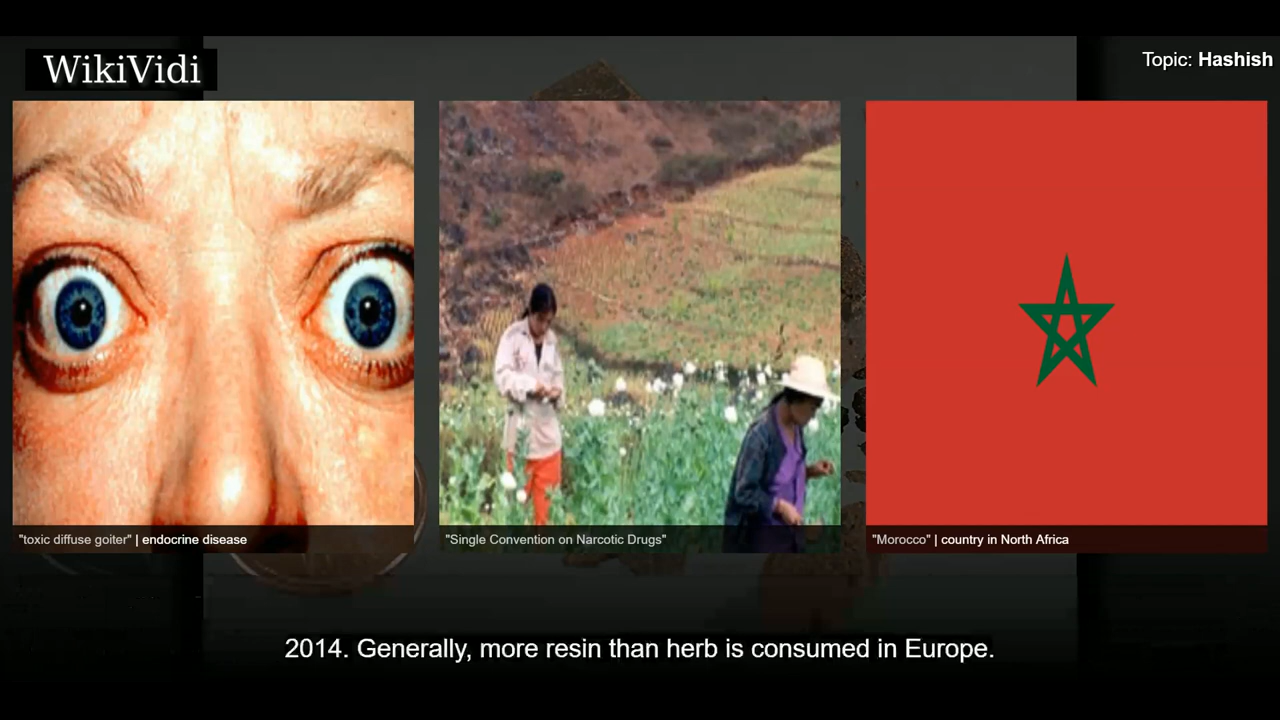 WikiVidi
Topic: Hashish
"toxic diffuse goiter" | endocrine disease
"Single Convention on Narcotic Drugs"
"Morocco" | country in North Africa
2014. Generally, more resin than herb is consumed in Europe.